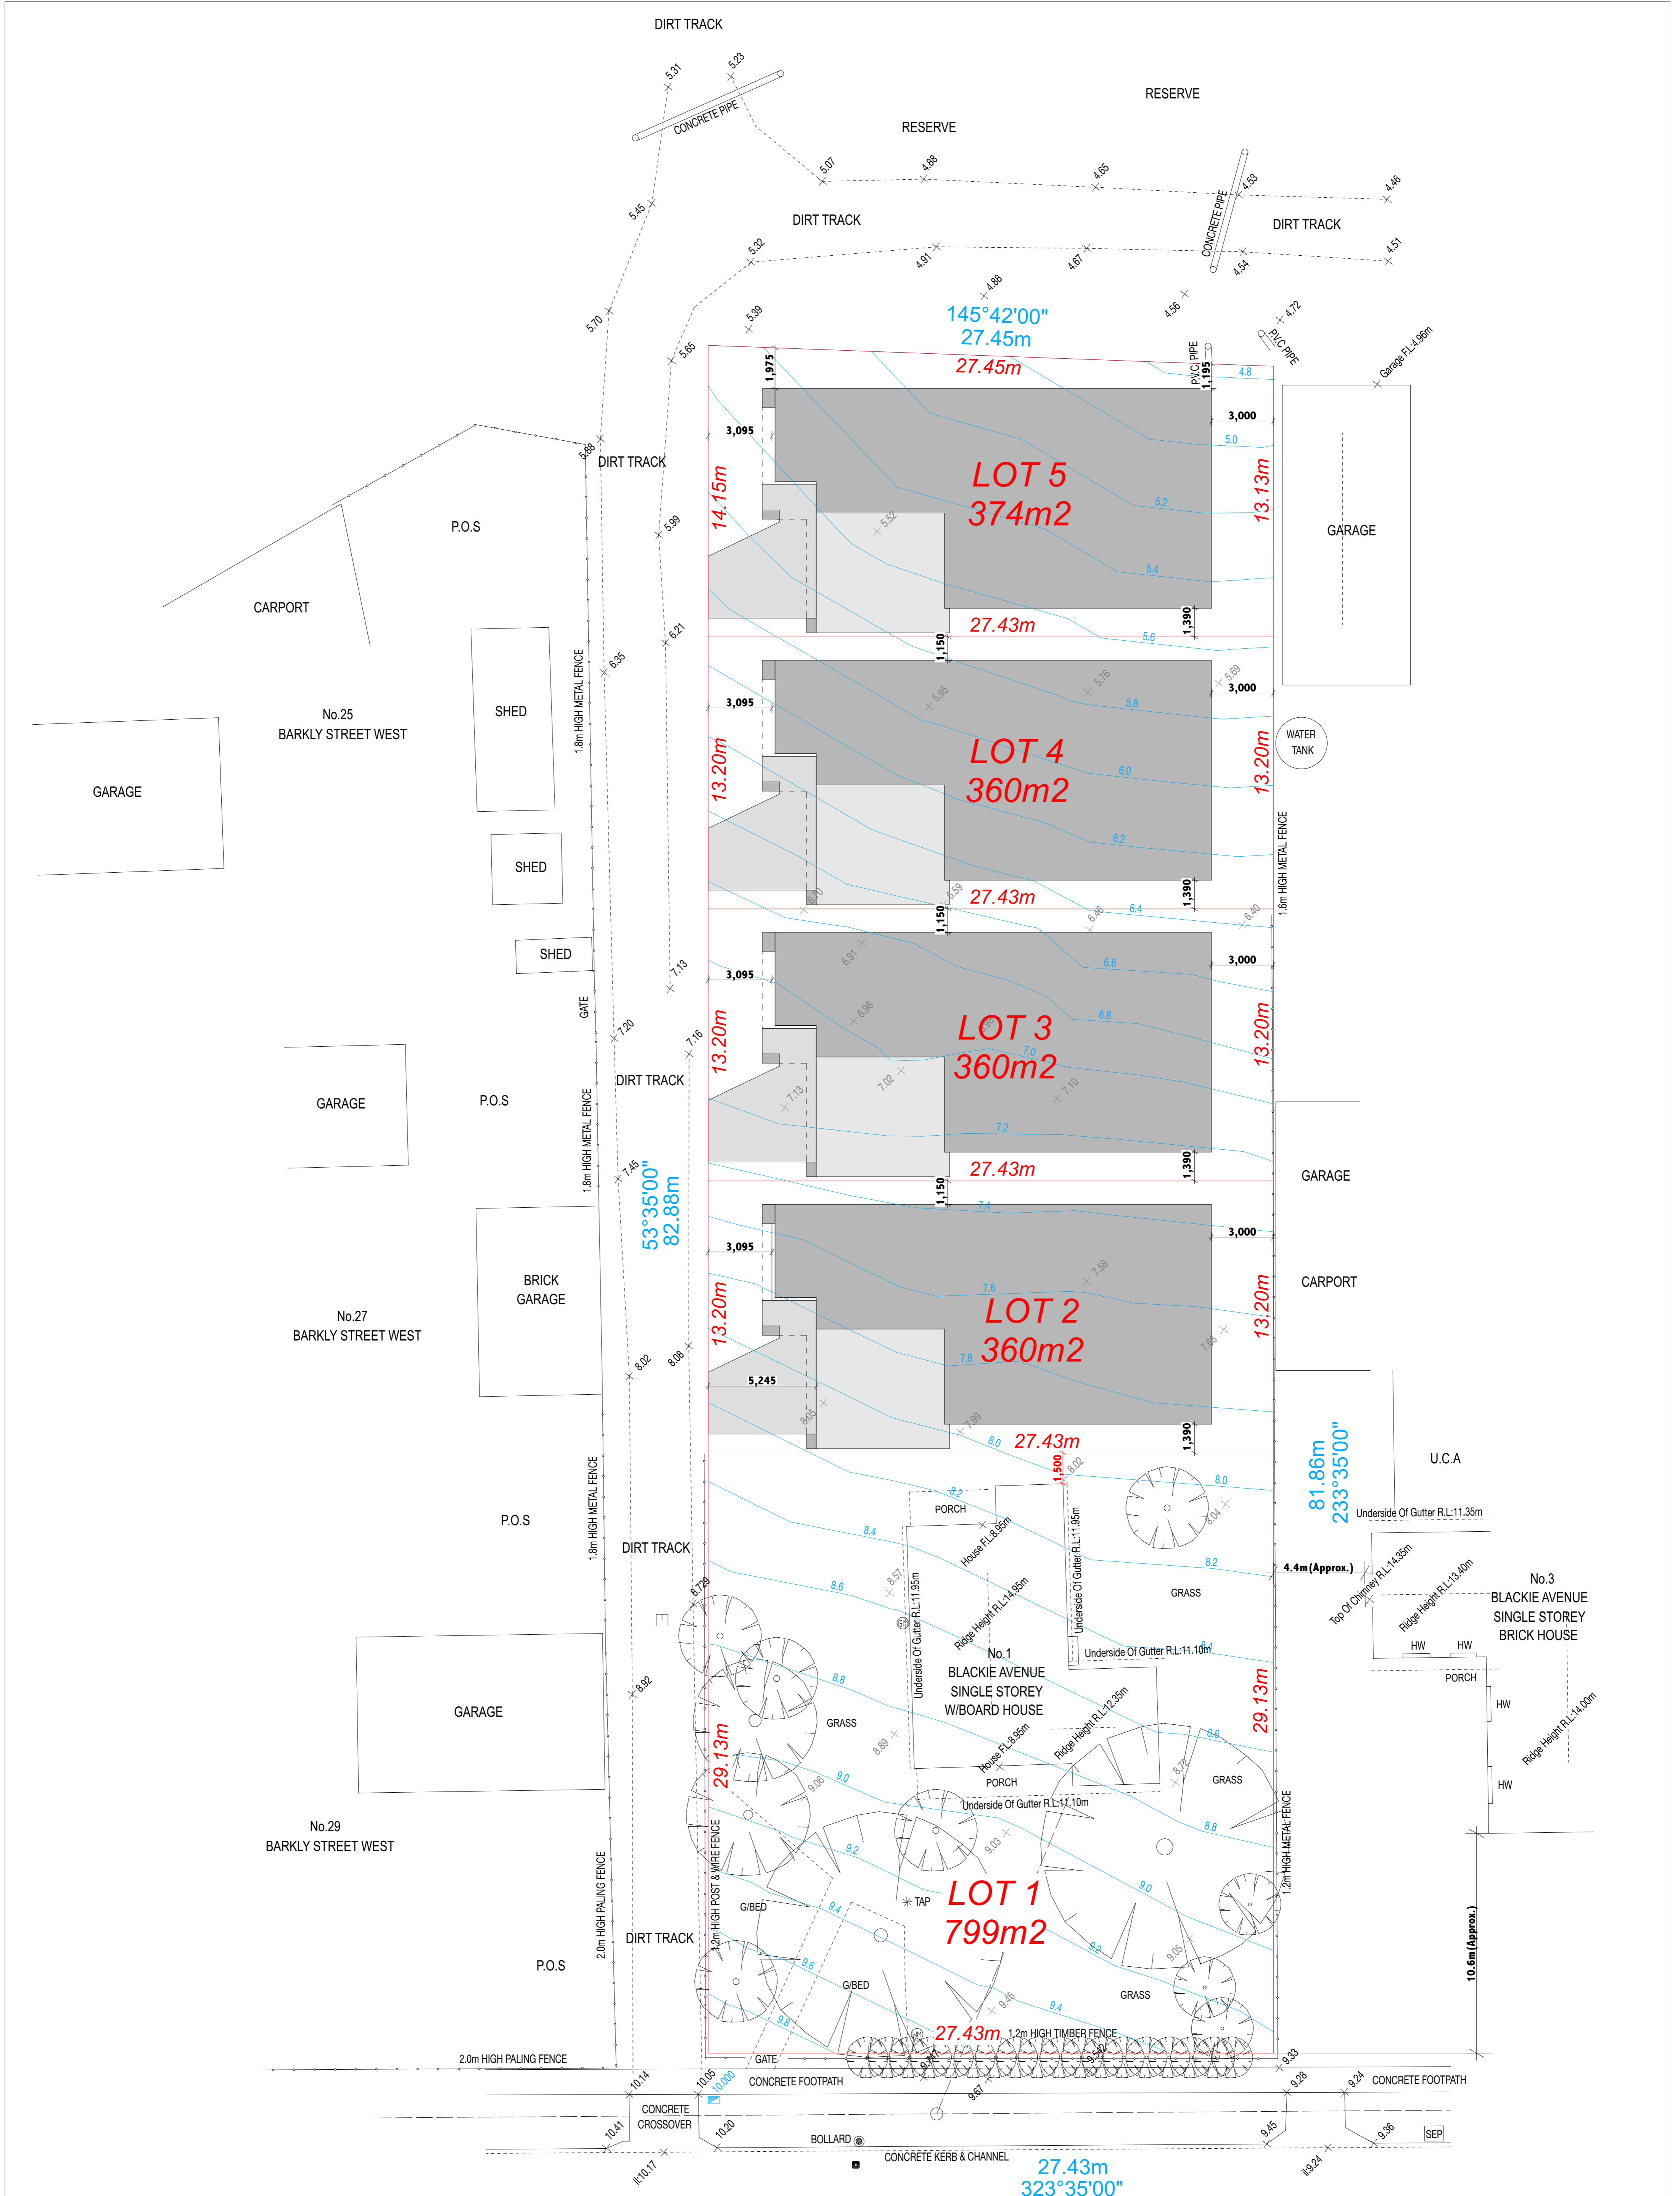 DIRT TRACK
5.31
5.23
CONCRETE PIPE
RESERVE
RESERVE
5.07
4.88
4.65
4.53
4.46
5.45
CONCRETE PIPE
DIRT TRACK
DIRT TRACK
5.32
4.91
4.67
4.54
4.51
4.88
4.56
4.72
5.70
5.39
145°42'00"
27.45m
5.65
P.V.C PIPE
P.V.C PIPE
Garage F.L:4.96m
1,975
27.45m
1,195
4.8
3,095
3,000
5.0
5.88
DIRT TRACK
LOT 5
374m2
14.15m
13.13m
5.2
5.52
P.O.S
5.99
GARAGE
5.4
CARPORT
6.21
27.43m
1,390
5.6
1,150
6.35
1.8m HIGH METAL FENCE
5.95
5.76
5.69
3,095
3,000
5.8
SHED
No.25
BARKLY STREET WEST
WATER
TANK
13.20m
LOT 4
360m2
13.20m
6.0
GARAGE
6.2
SHED
1.6m HIGH METAL FENCE
6.70
6.59
27.43m
1,390
6.4
1,150
6.46
6.40
SHED
6.91
6.6
3,095
3,000
7.13
GATE
6.98
6.8
7.20
7.16
13.20m
LOT 3
360m2
13.20m
7.0
7.02
DIRT TRACK
7.13
7.10
P.O.S
GARAGE
1.8m HIGH METAL FENCE
7.2
7.45
27.43m
1,390
1,150
GARAGE
53°35'00"
82.88m
7.4
3,095
3,000
BRICK
GARAGE
7.58
7.6
CARPORT
No.27
BARKLY STREET WEST
13.20m
LOT 2
360m2
13.20m
7.66
8.02
8.08
7.8
5,245
8.05
7.99
8.0
27.43m
1,390
1,500
8.02
8.0
81.86m
233°35'00"
U.C.A
8.2
PORCH
8.04
Underside Of Gutter R.L:11.35m
P.O.S
1.8m HIGH METAL FENCE
DIRT TRACK
8.4
House F.L:8.95m
Underside Of Gutter R.L:11.95m
8.2
4.4m(Approx.)
8.6
8.57
Underside Of Gutter R.L:11.95m
Ridge Height R.L:14.95m
GRASS
Top Of Chimney R.L:14.35m
Ridge Height R.L:13.40m
No.3
BLACKIE AVENUE
SINGLE STOREY
BRICK HOUSE
8.729
GM
8.4
Underside Of Gutter R.L:11.10m
HW
HW
PORCH
No.1
BLACKIE AVENUE
SINGLE STOREY
W/BOARD HOUSE
8.8
8.92
GARAGE
HW
Ridge Height R.L:14.00m
29.13m
29.13m
GRASS
8.89
Ridge Height R.L:12.35m
House F.L:8.95m
8.6
PORCH
8.72
GRASS
HW
9.0
9.06
Underside Of Gutter R.L:11.10m
8.8
9.03
1.2m HIGH METAL FENCE
No.29
BARKLY STREET WEST
9.2
2.0m HIGH PALING FENCE
1.2m HIGH POST & WIRE FENCE
LOT 1
799m2
9.0
TAP
G/BED
9.4
10.6m(Approx.)
DIRT TRACK
9.2
9.05
P.O.S
9.6
G/BED
GRASS
9.45
9.4
9.8
27.43m
1.2m HIGH TIMBER FENCE
2.0m HIGH PALING FENCE
GATE
9.747
9.542
9.33
10.14
10.05
10.000
CONCRETE FOOTPATH
9.67
9.28
9.24
CONCRETE FOOTPATH
CONCRETE
CROSSOVER
10.41
10.20
BOLLARD
9.45
9.36
SEP
CONCRETE KERB & CHANNEL
il:10.17
il:9.24
27.43m
323°35'00"